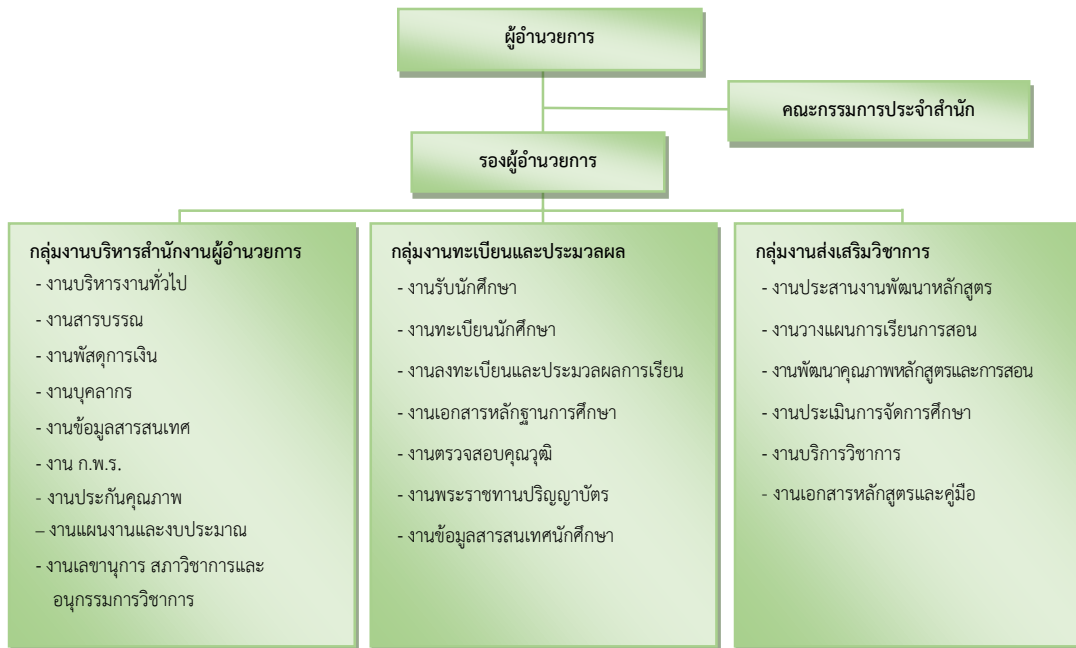 ผู้อำนวยการ
คณะกรรมการประจำสำนัก
รองผู้อำนวยการ
กลุ่มงานบริหารสำนักงานผู้อำนวยการ
- งานบริหารงานทั่วไป
- งานสารบรรณ
- งานพัสดุการเงิน
- งานบุคลากร
- งานข้อมูลสารสนเทศ
- งาน ก.พ.ร.
- งานประกันคุณภาพ
– งานแผนงานและงบประมาณ
- งานเลขานุการ สภาวิชาการและ
อนุกรรมการวิชาการ
กลุ่มงานทะเบียนและประมวลผล
- งานรับนักศึกษา
- งานทะเบียนนักศึกษา
- งานลงทะเบียนและประมวลผลการเรียน
- งานเอกสารหลักฐานการศึกษา
- งานตรวจสอบคุณวุฒิ
- งานพระราชทานปริญญาบัตร
- งานข้อมูลสารสนเทศนักศึกษา
กลุ่มงานส่งเสริมวิชาการ
- งานประสานงานพัฒนาหลักสูตร
- งานวางแผนการเรียนการสอน
- งานพัฒนาคุณภาพหลักสูตรและการสอน
- งานประเมินการจัดการศึกษา
- งานบริการวิชาการ
- งานเอกสารหลักสูตรและคู่มือ